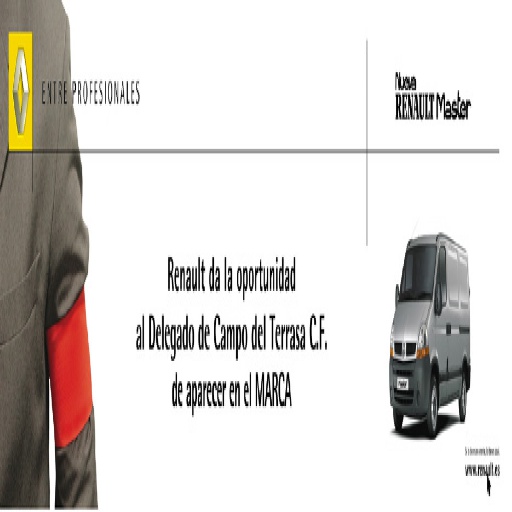 ENTRE PROFESIONALES
Nuevo
RENAULT Master
Renault da la oportunidad
al Delegado de Campo del Terrasa C.F.
de aparecer en el MARCA
www.renault.es